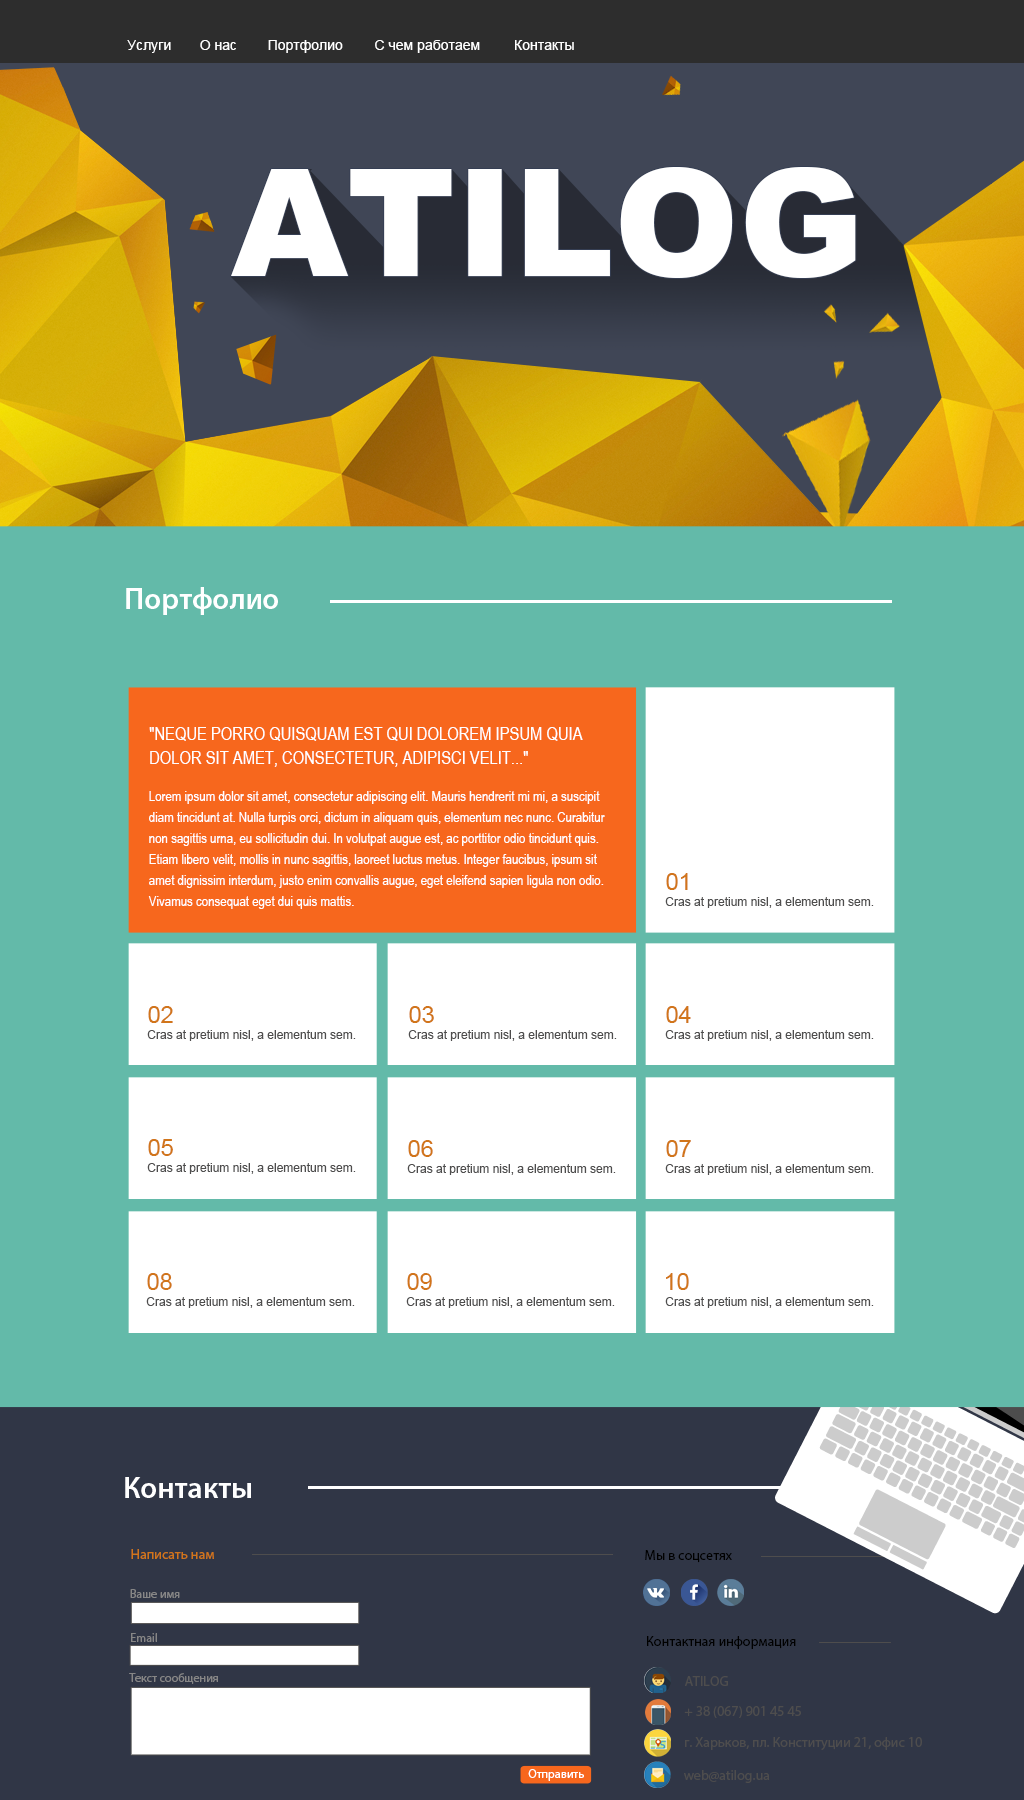 Услуги О нас Портфолио С чем работаем Контакты
ATILOG
Портфолио
"NEQUE PORRO QUISQUAM EST QUI DOLOREM IPSUM QUIA
DOLOR SIT AMET, CONSECTETUR, ADIPISCI VELIT..."
Lorem ipsum dolor sit amet, consectetur adipiscing elit. Mauris hendrerit mi mi, a suscipit
diam tincidunt at. Nulla turpis orci, dictum in aliquam quis, elementum nec nunc. Curabitur
non sagittis urna, eu sollicitudin dui. In volutpat augue est, ac porttitor odio tincidunt quis.
Etiam libero velit, mollis in nunc sagittis, laoreet luctus metus. Integer faucibus, ipsum sit
amet dignissim interdum, justo enim convallis augue, eget eleifend sapien ligula non odio.
Vivamus consequat eget dui quis mattis.
01
Cras at pretium nisl, a elementum sem.
02
Cras at pretium nisl, a elementum sem.
03
Cras at pretium nisl, a elementum sem.
04
Cras at pretium nisl, a elementum sem.
05
Cras at pretium nisl, a elementum sem.
06
Cras at pretium nisl, a elementum sem.
07
Cras at pretium nisl, a elementum sem.
08
Cras at pretium nisl, a elementum sem.
09
Cras at pretium nisl, a elementum sem.
10
Cras at pretium nisl, a elementum sem.
Контакты
Написать нам
Ваше имя
Email
Текст сообщения
Отправить
Мы в соцсетях
Контактная информация
ATILOG
+ 38 (067) 901 45 45
г. Харьков, пл. Конституции 21, офис 10
web@atilog.ua